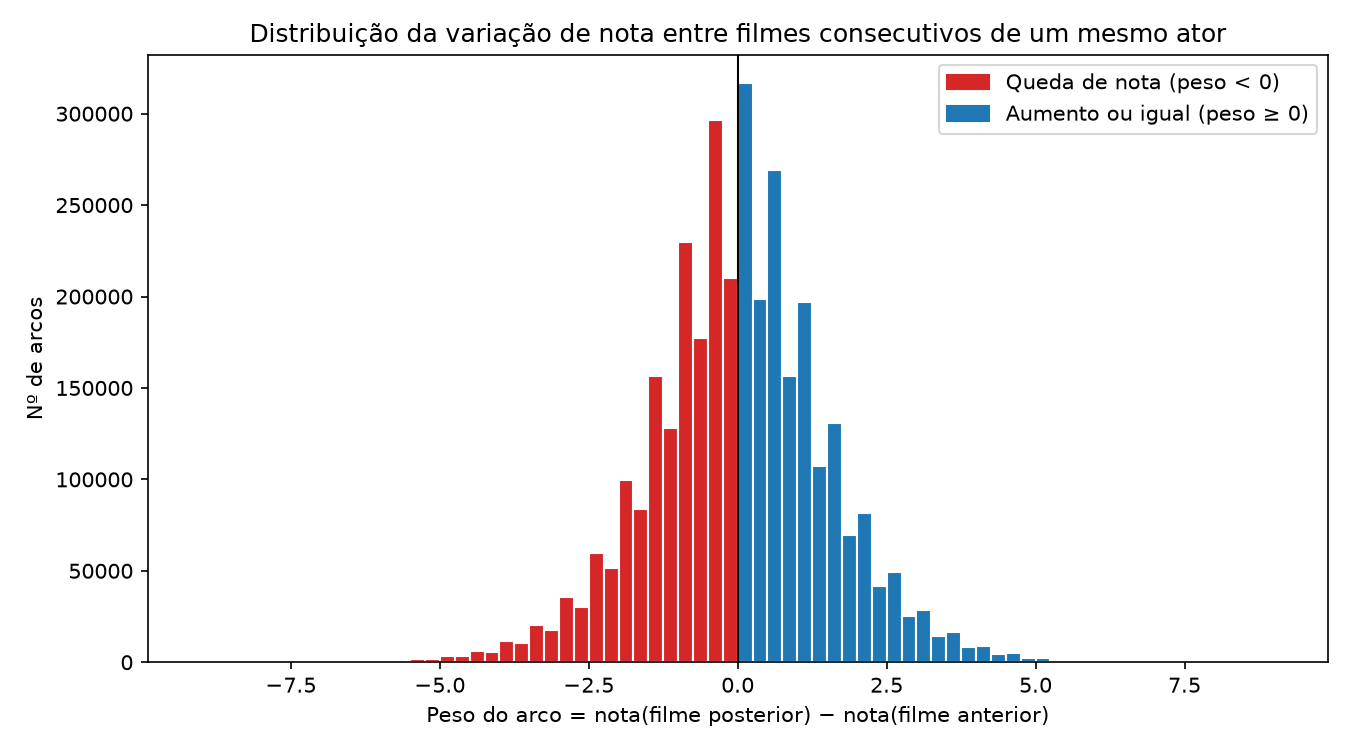 Distribuição da variação de nota entre filmes consecutivos de um mesmo ator
Queda de nota (peso < 0)
Aumento ou igual (peso ≥ 0)
300000
250000
200000
150000
100000
50000
0
Nº de arcos
−7.5 −5.0 −2.5 0.0 2.5 5.0 7.5
Peso do arco = nota(filme posterior) − nota(filme anterior)